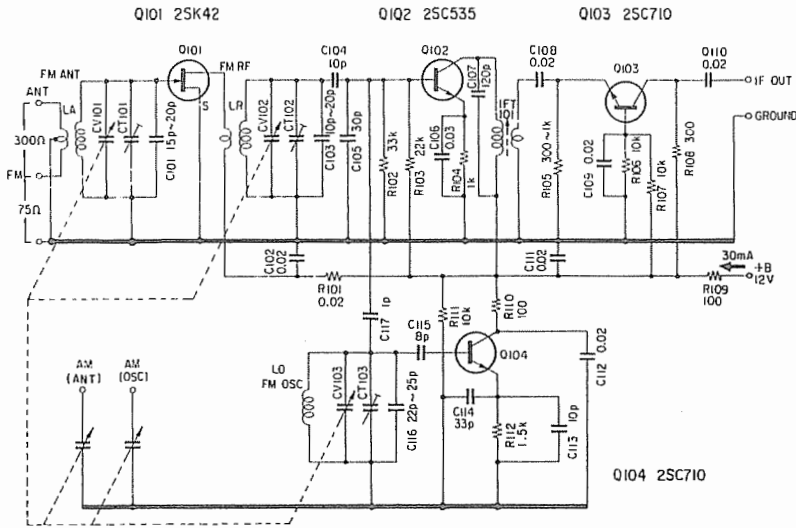 Q101 2SK42
Q1Q2 2SC535
Q103 2SC710
Q101
FM ANT
ANT
LA
300Ω
FM
75Ω
CV101
CT101
C101 15p~20p
S
FM RF
LR
CV102
CT102
C103 10p~20p
C104
10p
C105 30p
R102 33k
R103 22k
Q102
C107 120p
C106 0.03
R104 1k
IFT
101
C108
0.02
Q103
C109 0.02
R105 300~1k
R106 10k
R107 10k
R108 300
Q110
0.02
IF OUT
GROUND
C102
0.02
R101
0.02
C111
0.02
30mA
+B
12V
R109
100
C117
1p
C115
8p
R111
10k
R110
100
Q104
C112
0.02
AM
(ANT)
AM
(OSC)
LO
FM OSC
CV103
CT103
C116
22p~25p
C114
33p
R112
1.5k
10p
C113
Q104 2SC710